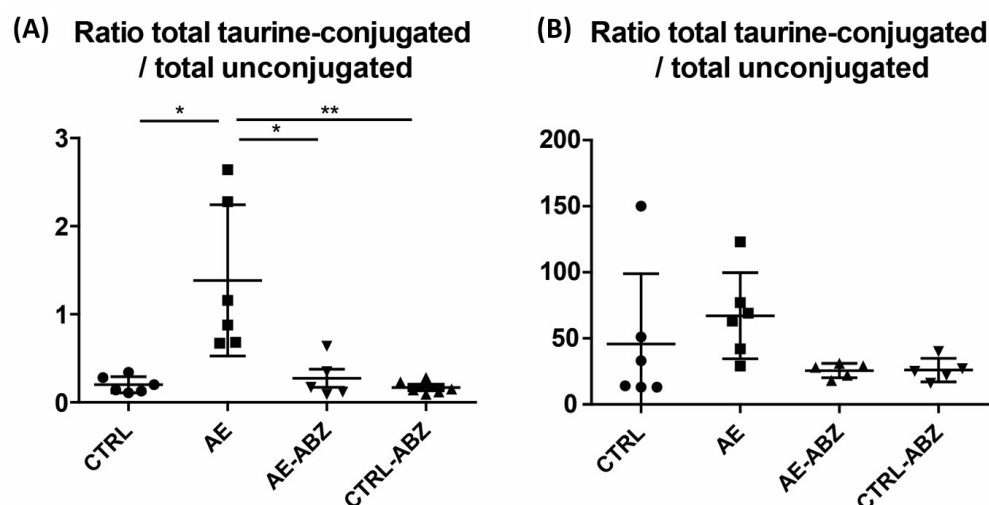 (A) Ratio total taurine-conjugated
/ total unconjugated
*
**
*
3
2
1
0
CTRL
AE
AE-ABZ
CTRL-ABZ
(B) Ratio total taurine-conjugated
/ total unconjugated
200
150
100
50
0
CTRL
AE
AE-ABZ
CTRL-ABZ